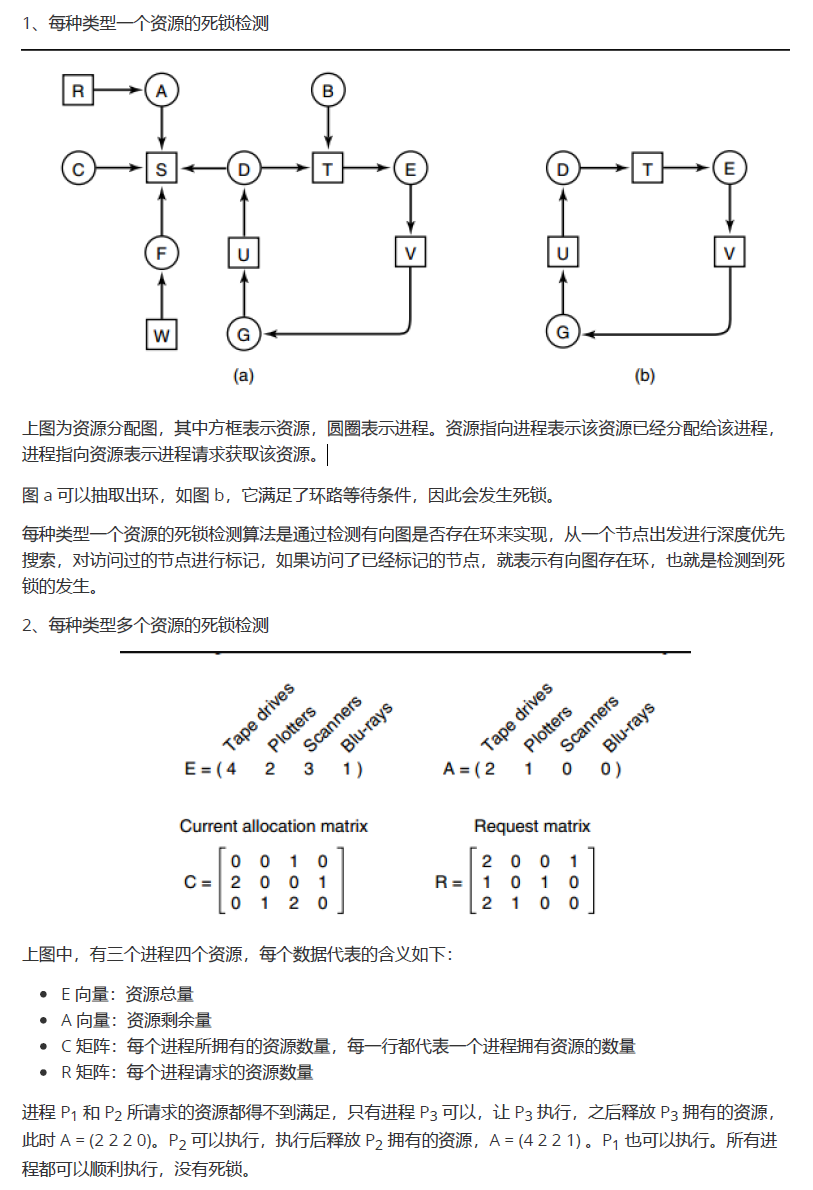 1、每种类型一个资源的死锁检测
R A B
C S D T E D T E
F U V U V
W G G
(a) (b)
上图为资源分配图，其中方框表示资源，圆圈表示进程。资源指向进程表示该资源已经分配给该进程，
进程指向资源表示进程请求获取该资源。
图 a 可以抽取出环，如图 b，它满足了环路等待条件，因此会发生死锁。
每种类型一个资源的死锁检测算法是通过检测有向图是否存在环来实现，从一个节点出发进行深度优先
搜索，对访问过的节点进行标记，如果访问了已经标记的节点，就表示有向图存在环，也就是检测到死
锁的发生。
2、每种类型多个资源的死锁检测
Tape drives Plotters Scanners Blu-rays Tape drives Plotters Scanners Blu-rays
E = ( 4 2 3 1 ) A = ( 2 1 0 0 )
Current allocation matrix Request matrix
0 0 1 0 2 0 0 1
C = 2 0 0 1 R = 1 0 1 0
0 1 2 0 2 1 0 0
上图中，有三个进程四个资源，每个数据代表的含义如下：
• E 向量：资源总量
• A 向量：资源剩余量
• C 矩阵：每个进程所拥有的资源数量，每一行都代表一个进程拥有资源的数量
• R 矩阵：每个进程请求的资源数量
进程 P1 和 P2 所请求的资源都得不到满足，只有进程 P3 可以，让 P3 执行，之后释放 P3 拥有的资源，
此时 A = (2 2 2 0)。P2 可以执行，执行后释放 P2 拥有的资源，A = (4 2 2 1) 。P1 也可以执行。所有进
程都可以顺利执行，没有死锁。